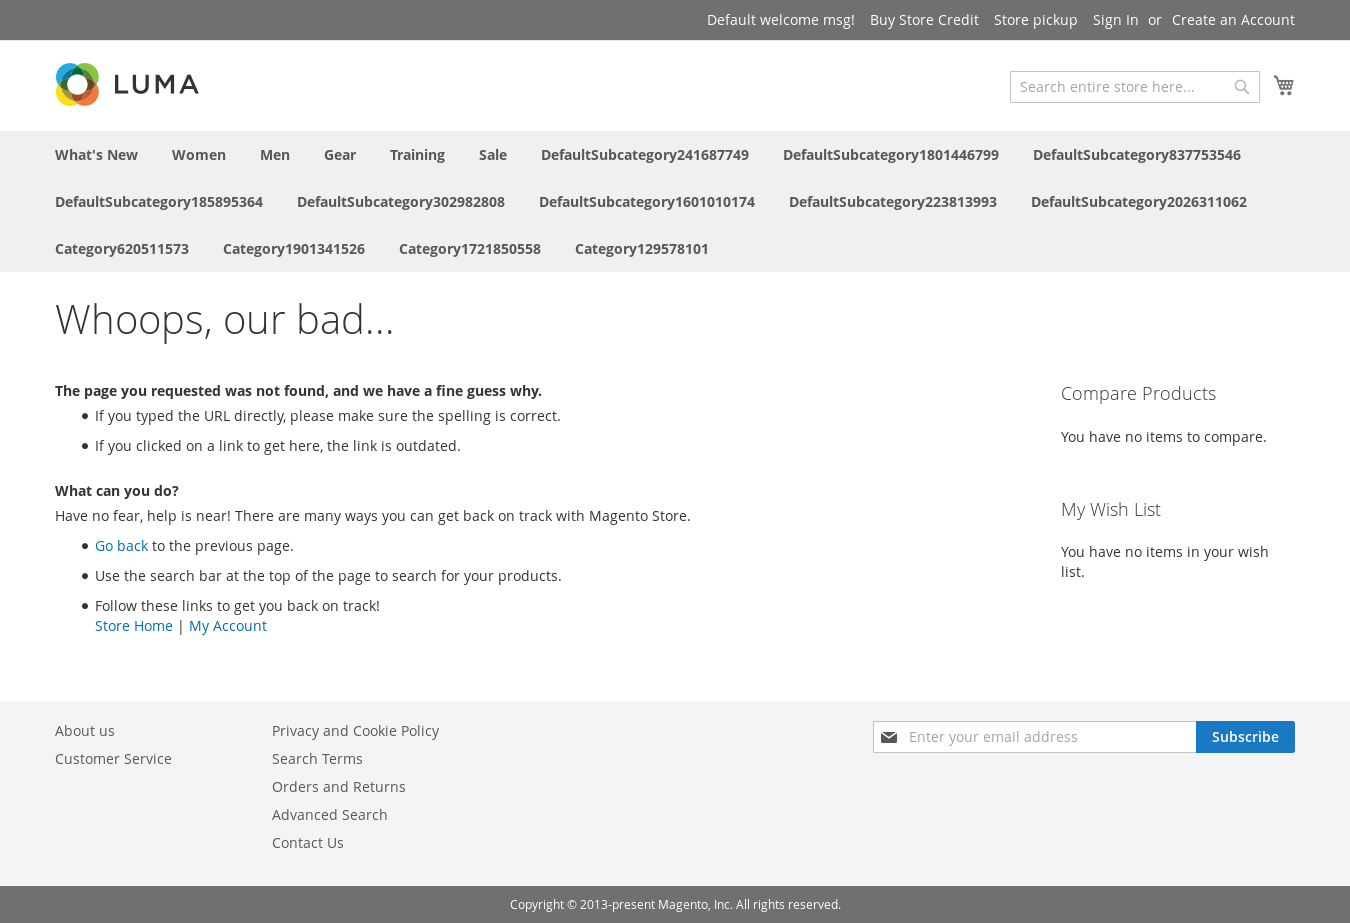 Default welcome msg! Buy Store Credit Store pickup Sign In or Create an Account
LUMA
Search entire store here...
What's New Women Men Gear Training Sale DefaultSubcategory241687749 DefaultSubcategory1801446799 DefaultSubcategory837753546
DefaultSubcategory185895364 DefaultSubcategory302982808 DefaultSubcategory1601010174 DefaultSubcategory223813993 DefaultSubcategory2026311062
Category620511573 Category1901341526 Category1721850558 Category129578101
Whoops, our bad...
The page you requested was not found, and we have a fine guess why.
If you typed the URL directly, please make sure the spelling is correct.
If you clicked on a link to get here, the link is outdated.
What can you do?
Have no fear, help is near! There are many ways you can get back on track with Magento Store.
Go back to the previous page.
Use the search bar at the top of the page to search for your products.
Follow these links to get you back on track!
Store Home | My Account
Compare Products
You have no items to compare.
My Wish List
You have no items in your wish
list.
About us
Customer Service
Privacy and Cookie Policy
Search Terms
Orders and Returns
Advanced Search
Contact Us
Enter your email address
Subscribe
Copyright © 2013-present Magento, Inc. All rights reserved.